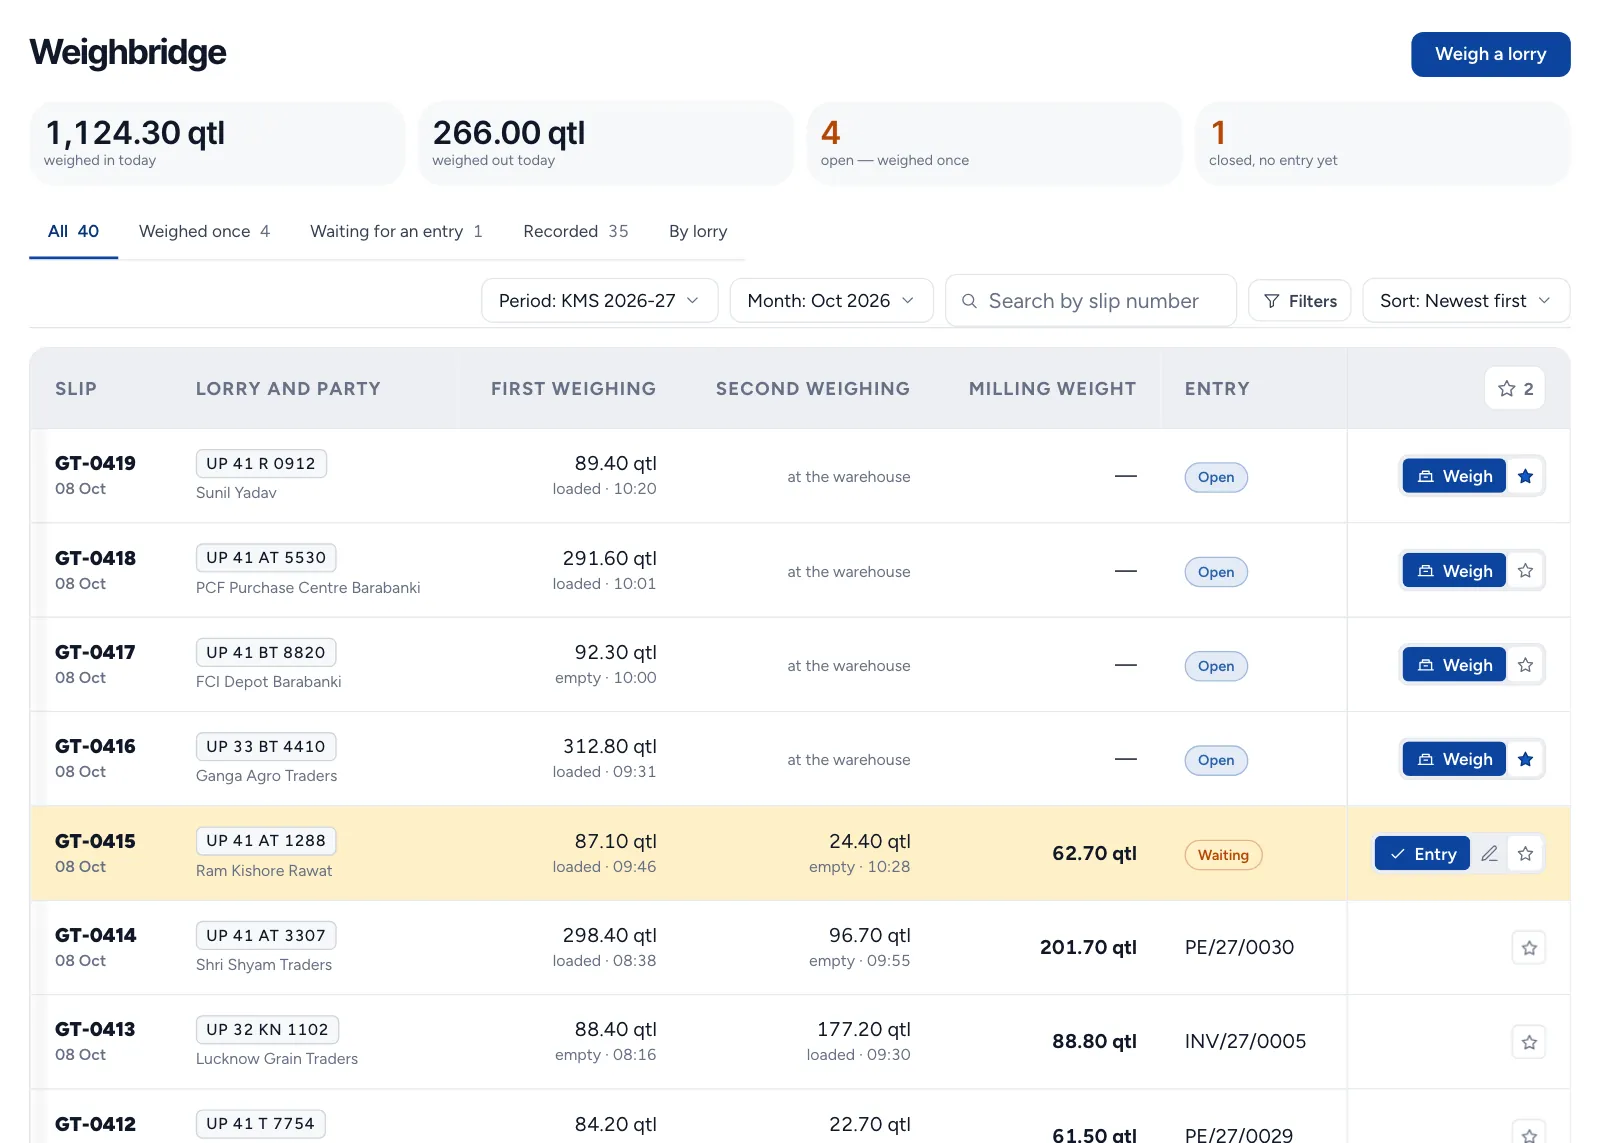 Weighbridge
Weigh a lorry
1,124.30 qtl
weighed in today
266.00 qtl
weighed out today
4
open — weighed once
1
closed, no entry yet
All 40
Weighed once 4
Waiting for an entry 1
Recorded 35
By lorry
Period: KMS 2026-27
Month: Oct 2026
Search by slip number
Filters
Sort: Newest first
SLIP
LORRY AND PARTY
FIRST WEIGHING
SECOND WEIGHING
MILLING WEIGHT
ENTRY
2
GT-0419
08 Oct
UP 41 R 0912
Sunil Yadav
89.40 qtl
loaded · 10:20
at the warehouse
—
Open
Weigh
GT-0418
08 Oct
UP 41 AT 5530
PCF Purchase Centre Barabanki
291.60 qtl
loaded · 10:01
at the warehouse
—
Open
Weigh
GT-0417
08 Oct
UP 41 BT 8820
FCI Depot Barabanki
92.30 qtl
empty · 10:00
at the warehouse
—
Open
Weigh
GT-0416
08 Oct
UP 33 BT 4410
Ganga Agro Traders
312.80 qtl
loaded · 09:31
at the warehouse
—
Open
Weigh
GT-0415
08 Oct
UP 41 AT 1288
Ram Kishore Rawat
87.10 qtl
loaded · 09:46
24.40 qtl
empty · 10:28
62.70 qtl
Waiting
Entry
GT-0414
08 Oct
UP 41 AT 3307
Shri Shyam Traders
298.40 qtl
loaded · 08:38
96.70 qtl
empty · 09:55
201.70 qtl
PE/27/0030
GT-0413
08 Oct
UP 32 KN 1102
Lucknow Grain Traders
88.40 qtl
empty · 08:16
177.20 qtl
loaded · 09:30
88.80 qtl
INV/27/0005
GT-0412
UP 41 T 7754
84.20 qtl
22.70 qtl
61.50 qtl
PE/27/0029